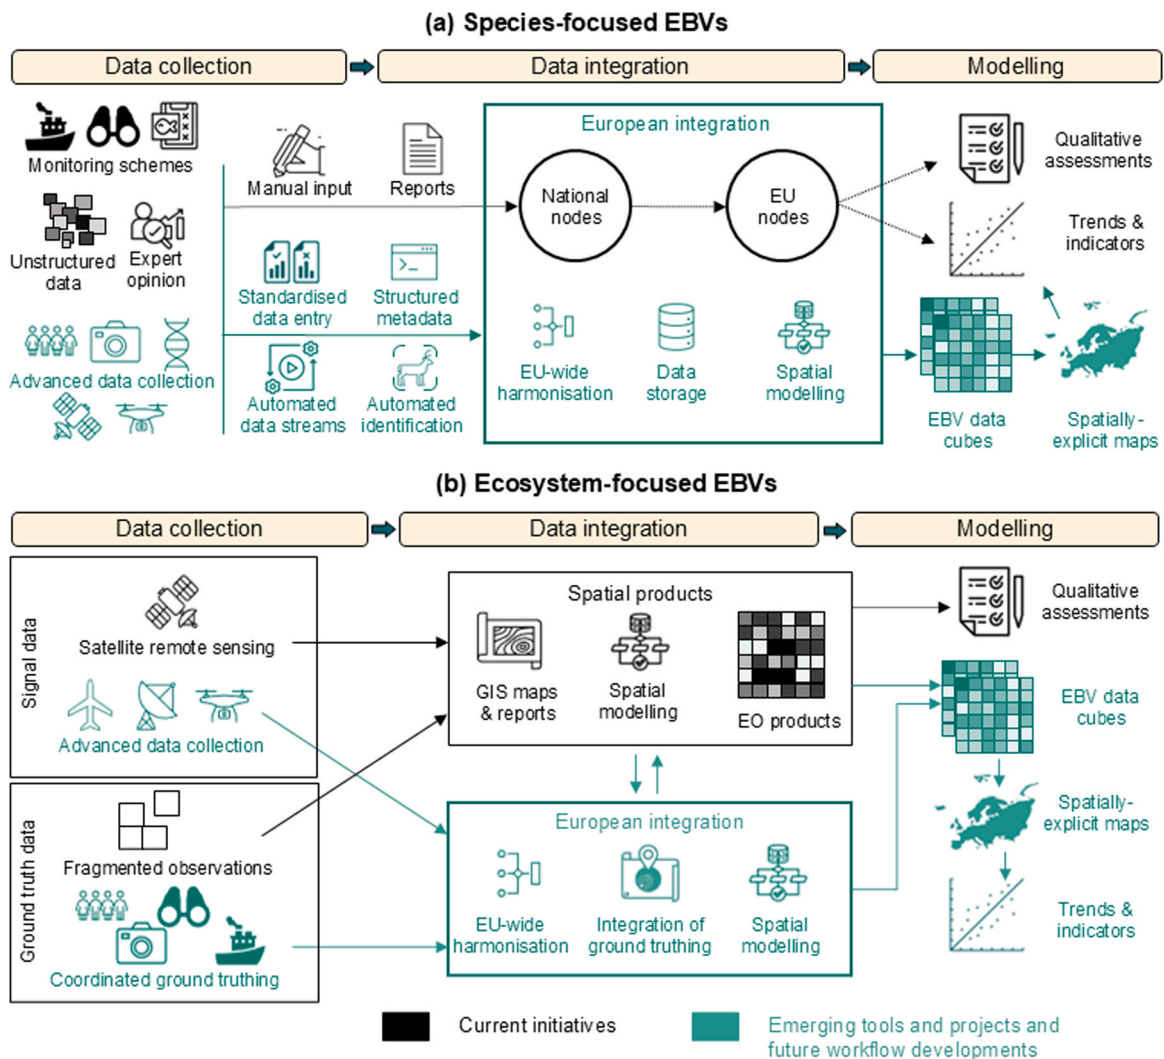 (a) Species-focused EBVs
Data collection
Data integration
Modelling
Monitoring schemes
Unstructured
data
Expert
opinion
Advanced data collection
Manual input
Reports
Standardised
data entry
Structured
metadata
Automated
data streams
Automated
identification
European integration
National
nodes
EU
nodes
EU-wide
harmonisation
Data
storage
Spatial
modelling
Qualitative
assessments
Trends &
indicators
EBV data
cubes
Spatially-
explicit maps
(b) Ecosystem-focused EBVs
Data collection
Data integration
Modelling
Signal data
Satellite remote sensing
Advanced data collection
Ground truth data
Fragmented observations
Coordinated ground truthing
Spatial products
GIS maps
& reports
Spatial
modelling
EO products
European integration
EU-wide
harmonisation
Integration of
ground truthing
Spatial
modelling
Qualitative
assessments
EBV data
cubes
Spatially-
explicit maps
Trends &
indicators
Current initiatives
Emerging tools and projects and
future workflow developments